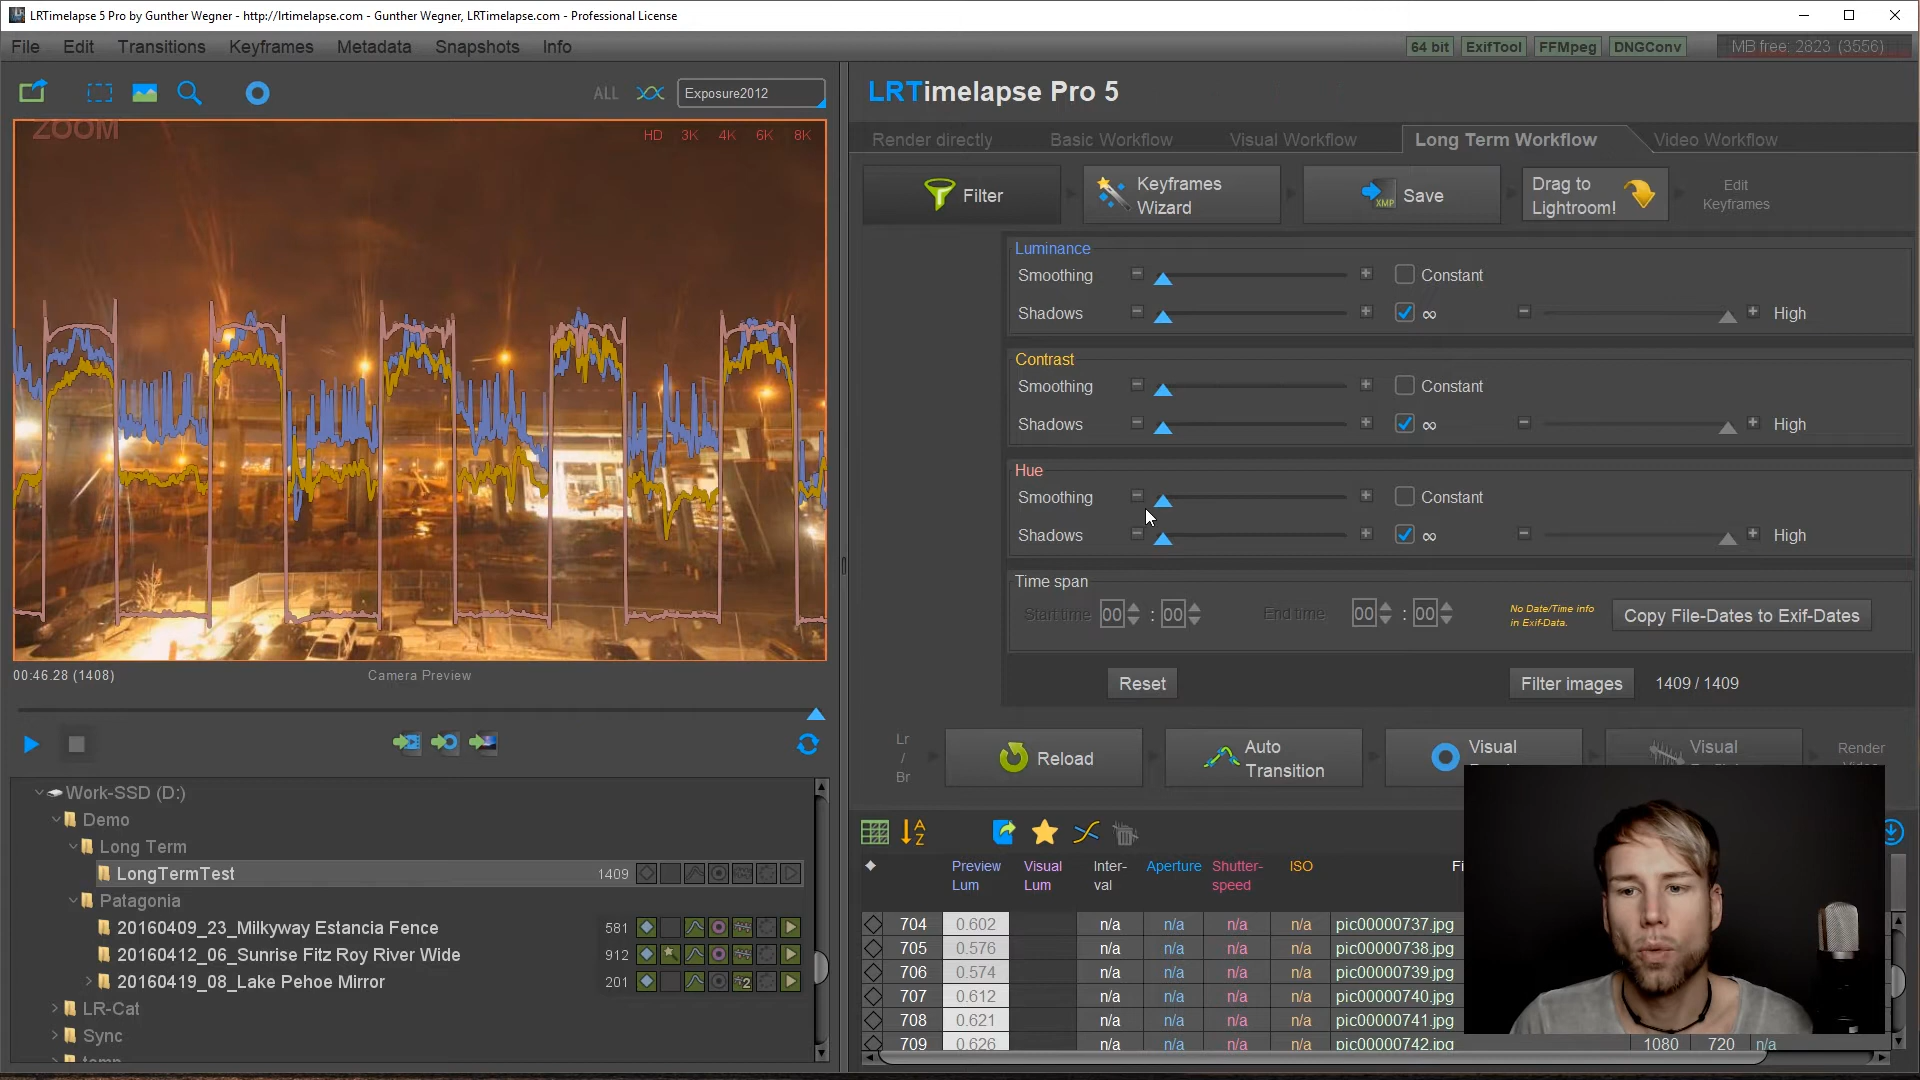 LRTimelapse 5 Pro by Gunther Wegner - http://lrtimelapse.com - Gunther Wegner, LRTimelapse.com - Professional License
File Edit Transitions Keyframes Metadata Snapshots Info
64 bit ExifTool FFMpeg DNGConv MB free: 2823 (3556)
ALL Exposure2012
ZOOM HD 3K 4K 6K 8K
00:46.28 (1408) Camera Preview
Work-SSD (D:)
Demo
Long Term
LongTermTest 1409
Patagonia
20160409_23_Milkyway Estancia Fence 581
20160412_06_Sunrise Fitz Roy River Wide 912
20160419_08_Lake Pehoe Mirror 201
LR-Cat
Sync
LRTimelapse Pro 5
Render directly Basic Workflow Visual Workflow Long Term Workflow Video Workflow
Filter
Keyframes
Wizard
XMP Save
Drag to
Lightroom!
Edit
Keyframes
Luminance
Smoothing Constant
Shadows ∞ High
Contrast
Smoothing Constant
Shadows ∞ High
Hue
Smoothing Constant
Shadows ∞ High
Time span
Start time 00 : 00 End time 00 : 00
No Date/Time info
in Exif-Data.
Copy File-Dates to Exif-Dates
Reset Filter images 1409 / 1409
Lr
/
Br
Reload
Auto
Transition
Visual
Visual
Render
A
Z
Preview
Lum
Visual
Lum
Inter-
val
Aperture
Shutter-
speed
ISO
Fi
704 0.602 n/a n/a n/a n/a pic00000737.jpg
705 0.576 n/a n/a n/a n/a pic00000738.jpg
706 0.574 n/a n/a n/a n/a pic00000739.jpg
707 0.612 n/a n/a n/a n/a pic00000740.jpg
708 0.621 n/a n/a n/a n/a pic00000741.jpg
709 0.626 n/a n/a n/a n/a pic00000742.jpg 1080 720 n/a